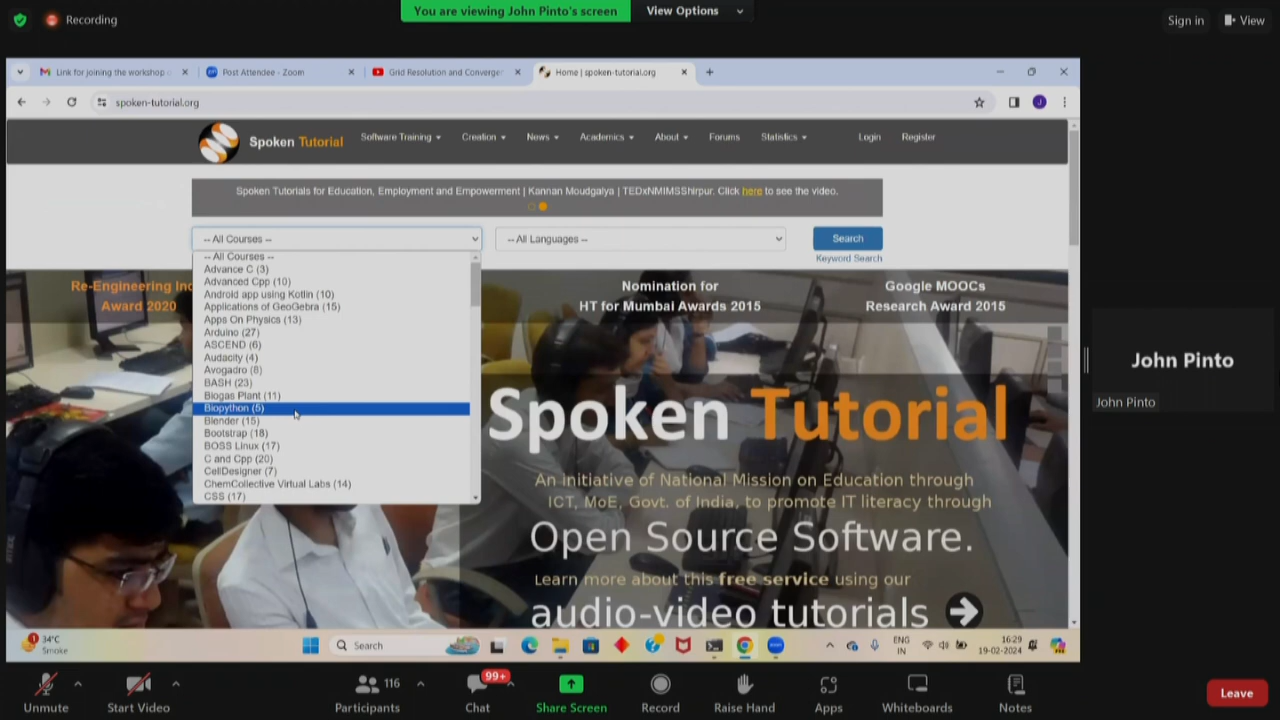 Recording
You are viewing John Pinto's screen
View Options
Sign in
View
Link for joining the workshop
Post Attendee - Zoom
Grid Resolution and Converge
Home | spoken-tutorial.org
spoken-tutorial.org
Spoken Tutorial
Software Training
Creation
News
Academics
About
Forums
Statistics
Login
Register
Spoken Tutorials for Education, Employment and Empowerment | Kannan Moudgalya | TEDxNMIMSShirpur. Click here to see the video.
-- All Courses --
-- All Languages --
Search
Keyword Search
-- All Courses --
Advance C (3)
Advanced Cpp (10)
Android app using Kotlin (10)
Applications of GeoGebra (15)
Apps On Physics (13)
Arduino (27)
ASCEND (6)
Audacity (4)
Avogadro (8)
BASH (23)
Biogas Plant (11)
Biopython (5)
Blender (15)
Bootstrap (18)
BOSS Linux (17)
C and Cpp (20)
CellDesigner (7)
ChemCollective Virtual Labs (14)
CSS (17)
Re-Engineering Ind
Award 2020
Nomination for
HT for Mumbai Awards 2015
Google MOOCs
Research Award 2015
Spoken Tutorial
An initiative of National Mission on Education through
ICT, MoE, Govt. of India, to promote IT literacy through
Open Source Software.
Learn more about this free service using our
audio-video tutorials
John Pinto
John Pinto
1
34°C
Smoke
Search
ENG
IN
16:29
19-02-2024
Unmute
Start Video
116
Participants
99+
Chat
Share Screen
Record
Raise Hand
Apps
Whiteboards
Notes
Leave